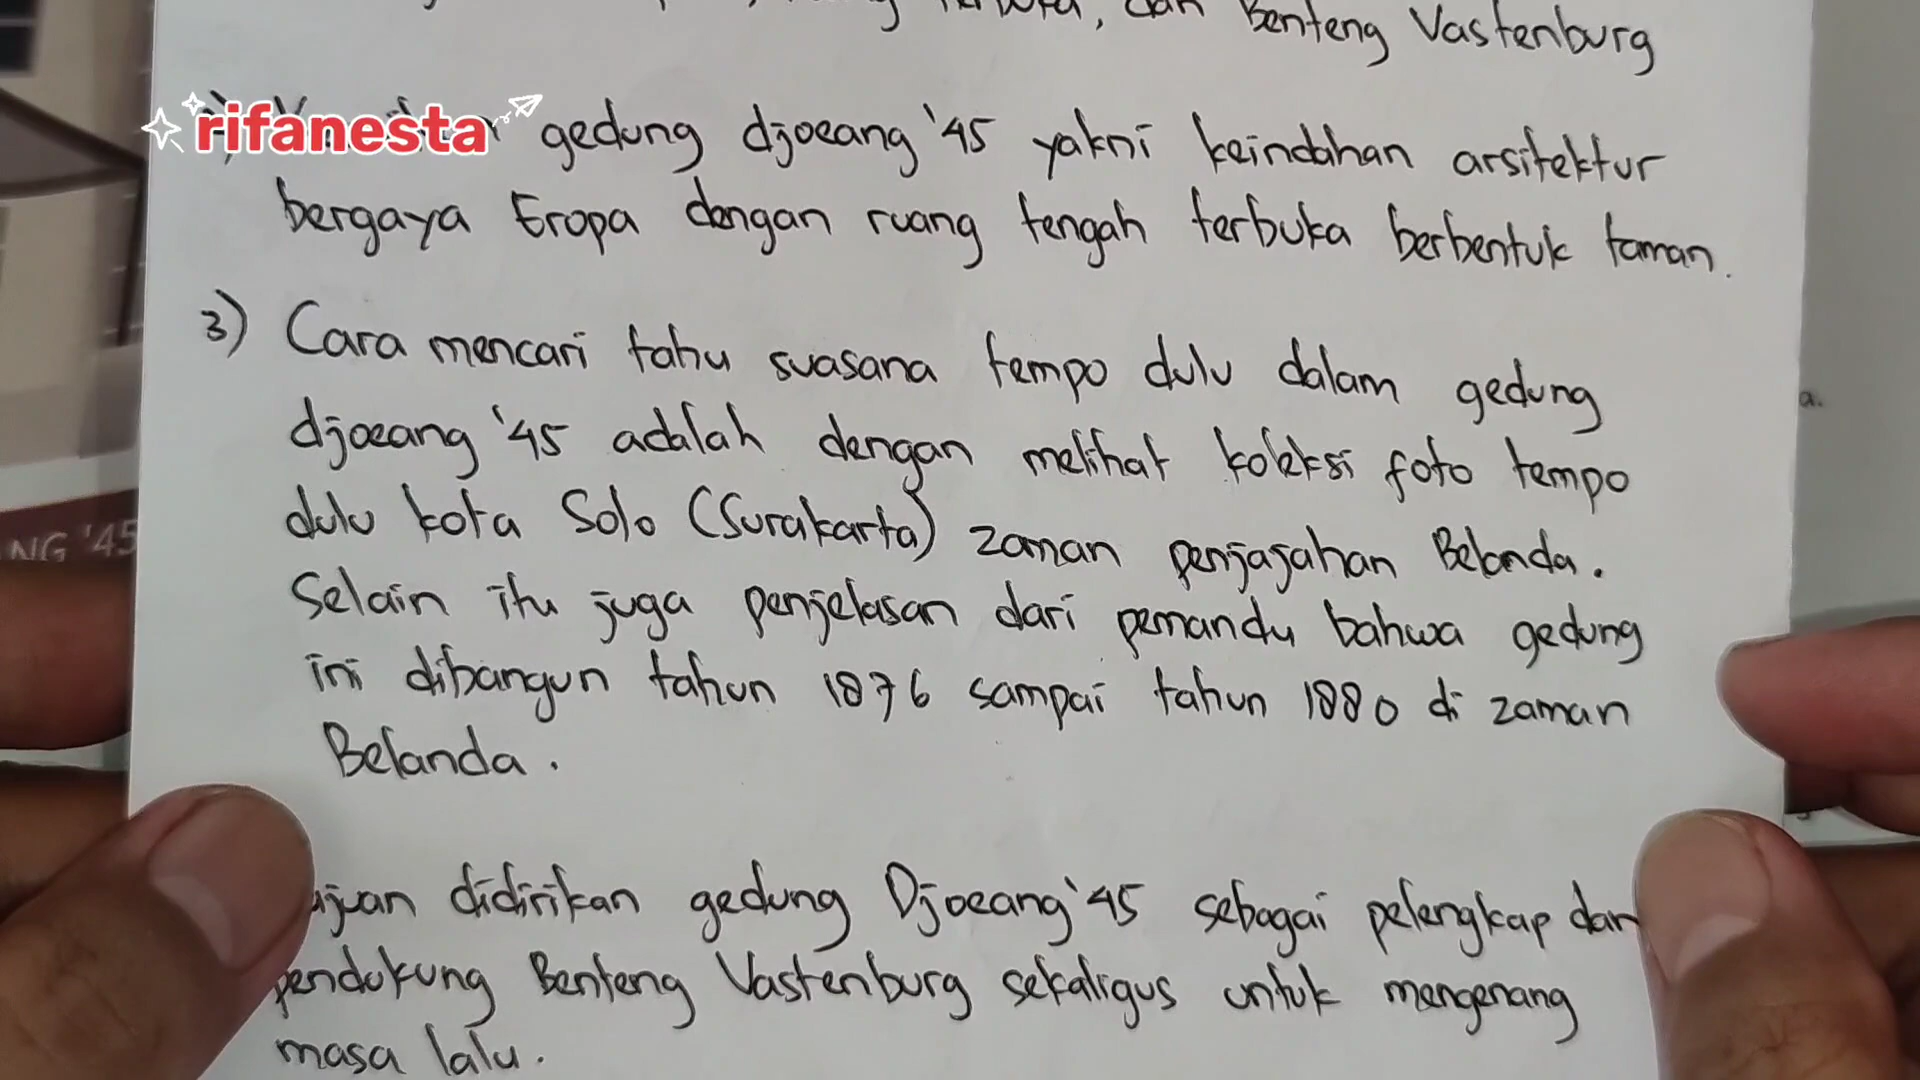 dan Benteng Vastenburg
rifanesta
gedung djoeang '45 yakni keindahan arsitektur
bergaya Eropa dengan ruang tengah terbuka berbentuk taman.
3) Cara mencari tahu suasana tempo dulu dalam gedung
djoeang '45 adalah dengan melihat koleksi foto tempo
dulu kota Solo (Surakarta) zaman penjajahan Belanda.
Selain itu juga penjelasan dari pemandu bahwa gedung
ini dibangun tahun 1876 sampai tahun 1880 di zaman
Belanda.
didirikan gedung Djoeang '45 sebagai pelengkap dan
pendukung Benteng Vastenburg sekaligus untuk mengenang
masa lalu.
NG '45
a.